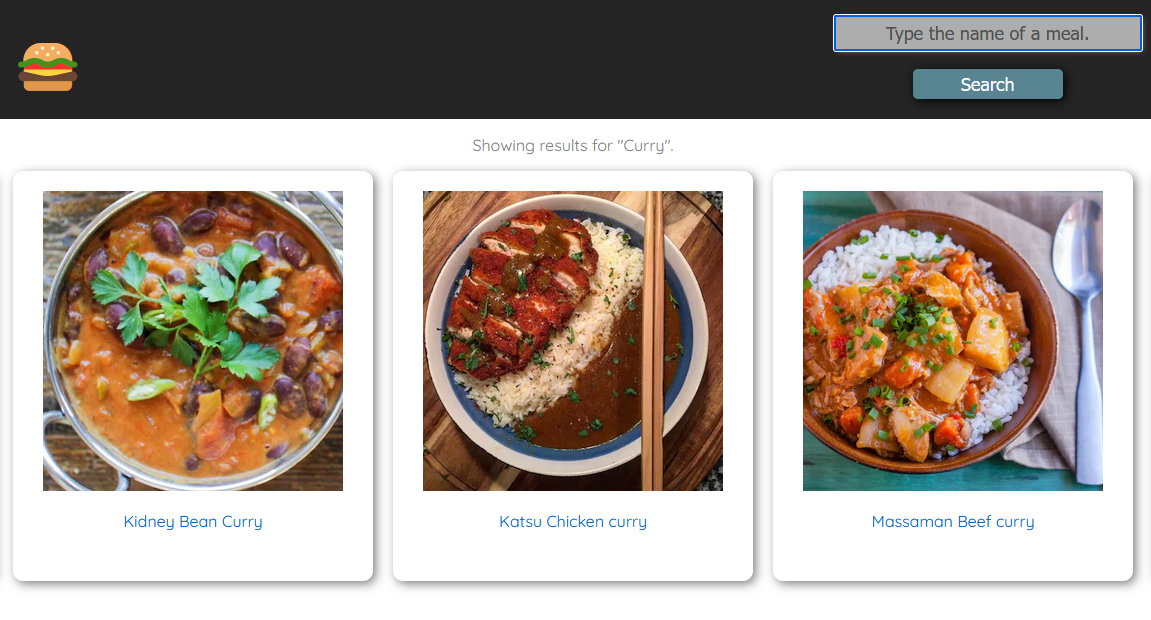 Type the name of a meal.
Search
Showing results for "Curry".
Kidney Bean Curry
Katsu Chicken curry
Massaman Beef curry